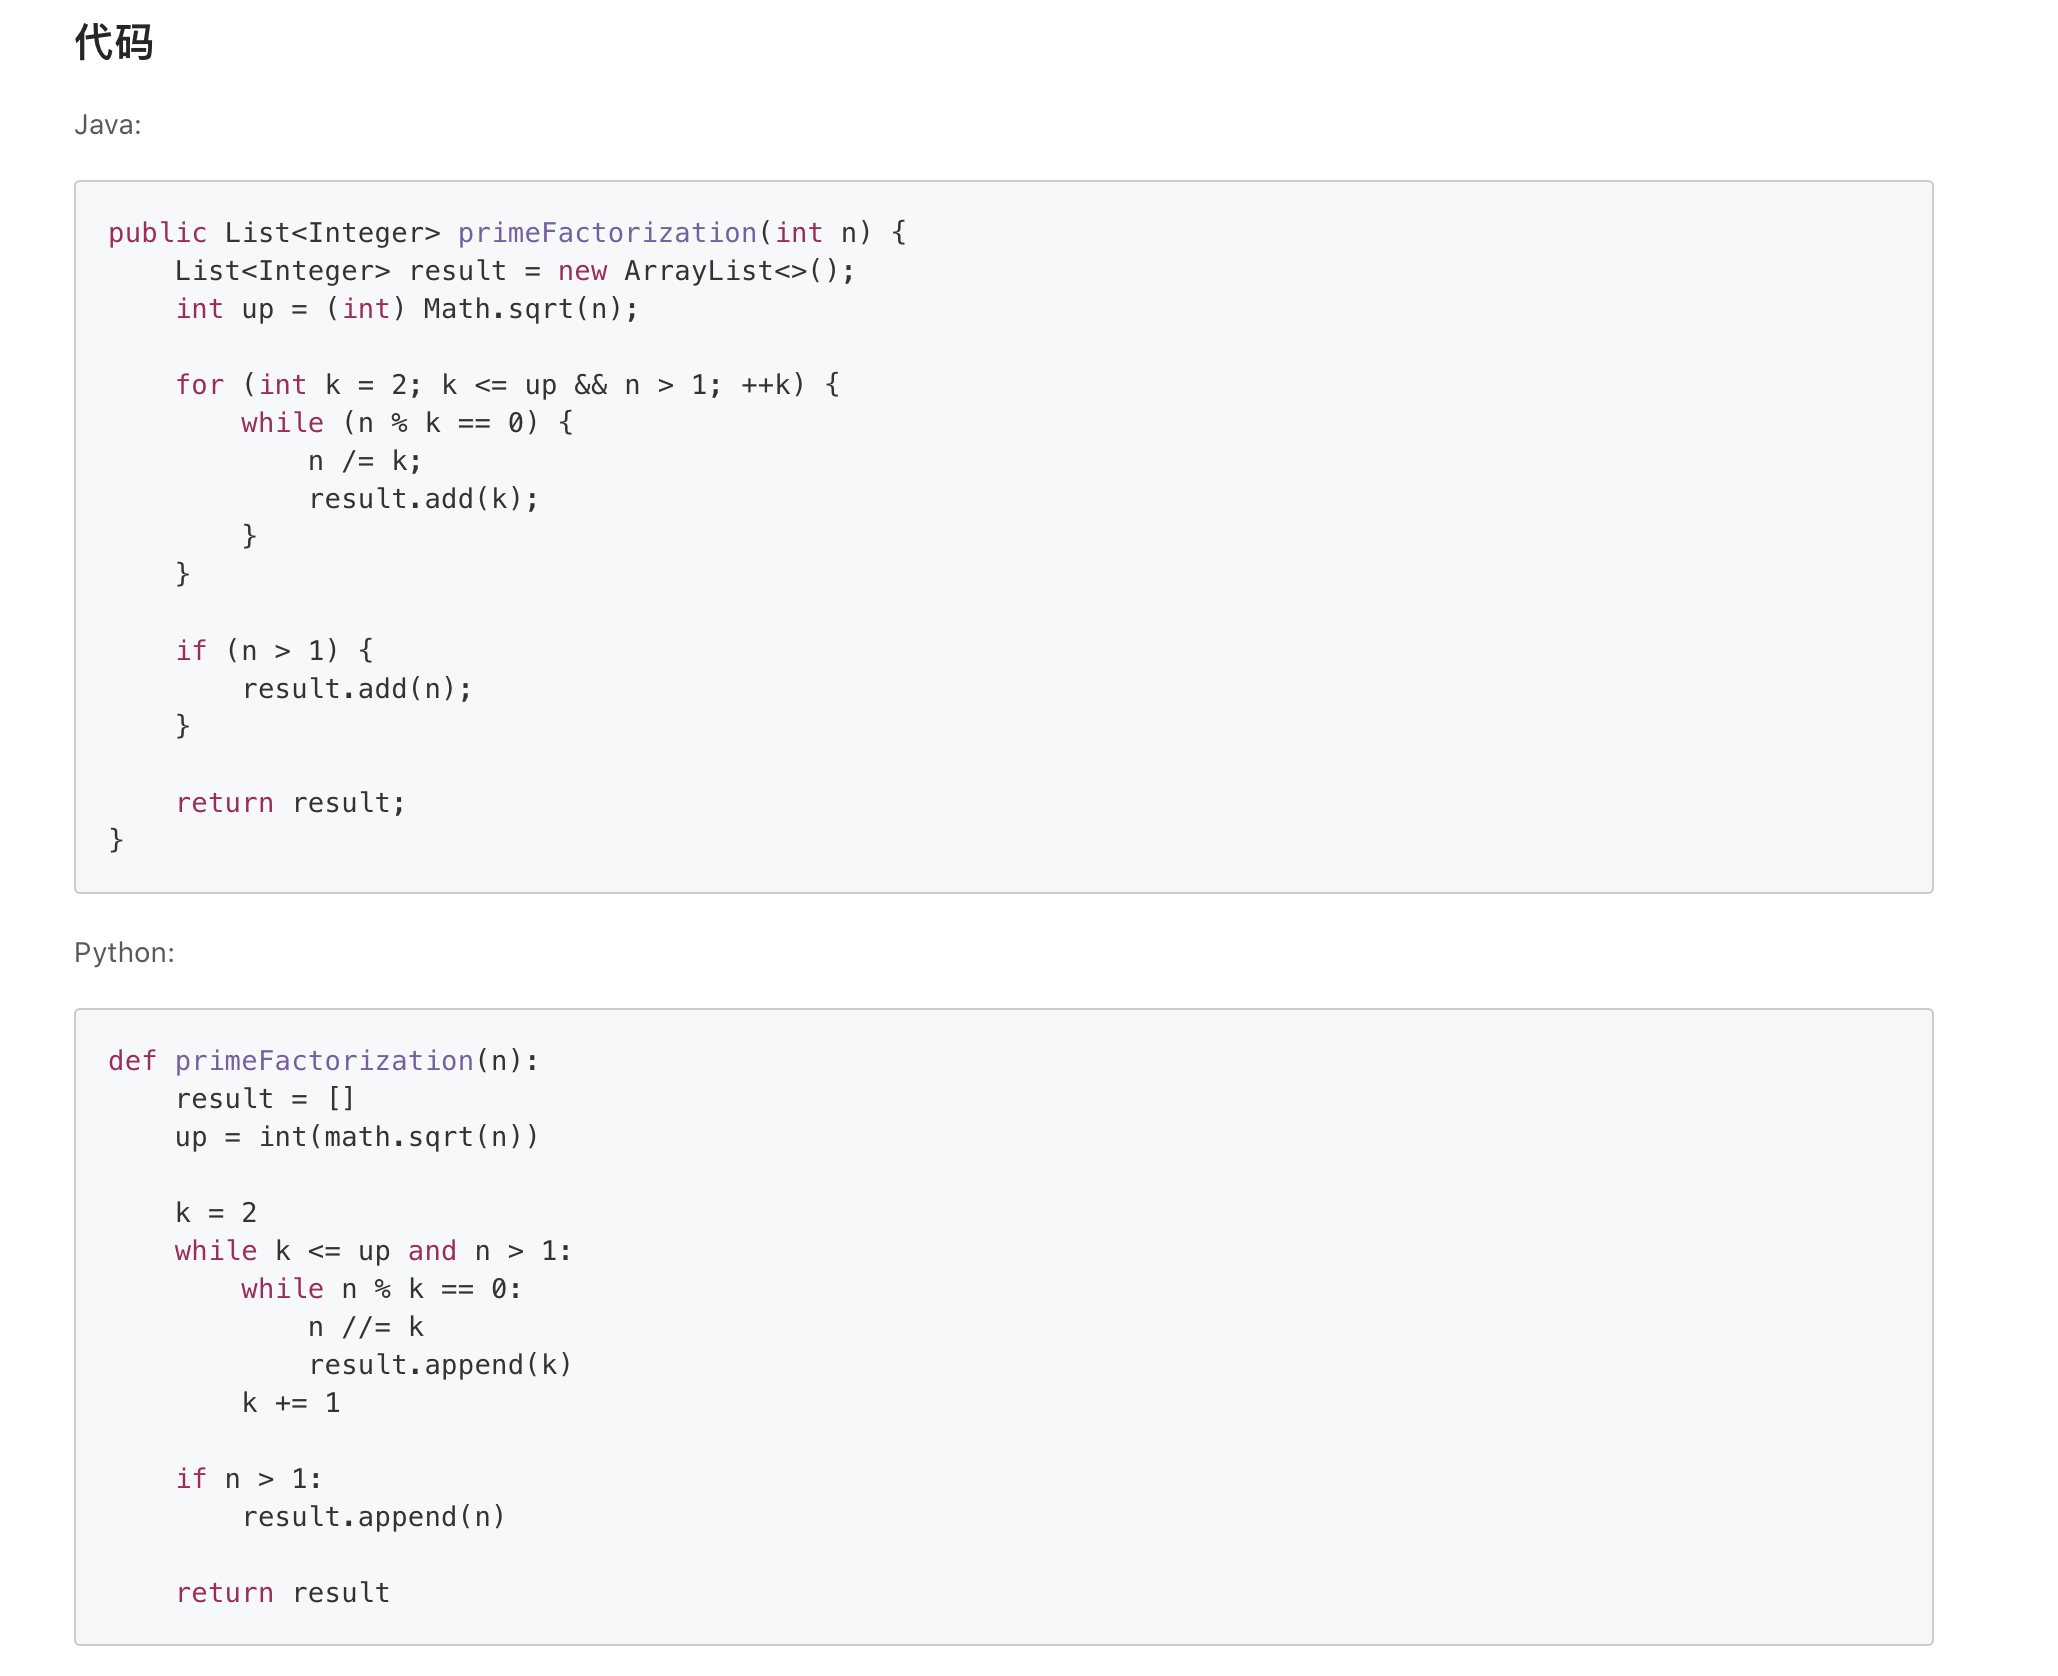 代码
Java:
public List<Integer> primeFactorization(int n) {
    List<Integer> result = new ArrayList<>();
    int up = (int) Math.sqrt(n);

    for (int k = 2; k <= up && n > 1; ++k) {
        while (n % k == 0) {
            n /= k;
            result.add(k);
        }
    }

    if (n > 1) {
        result.add(n);
    }

    return result;
}
Python:
def primeFactorization(n):
    result = []
    up = int(math.sqrt(n))

    k = 2
    while k <= up and n > 1:
        while n % k == 0:
            n //= k
            result.append(k)
        k += 1

    if n > 1:
        result.append(n)

    return result